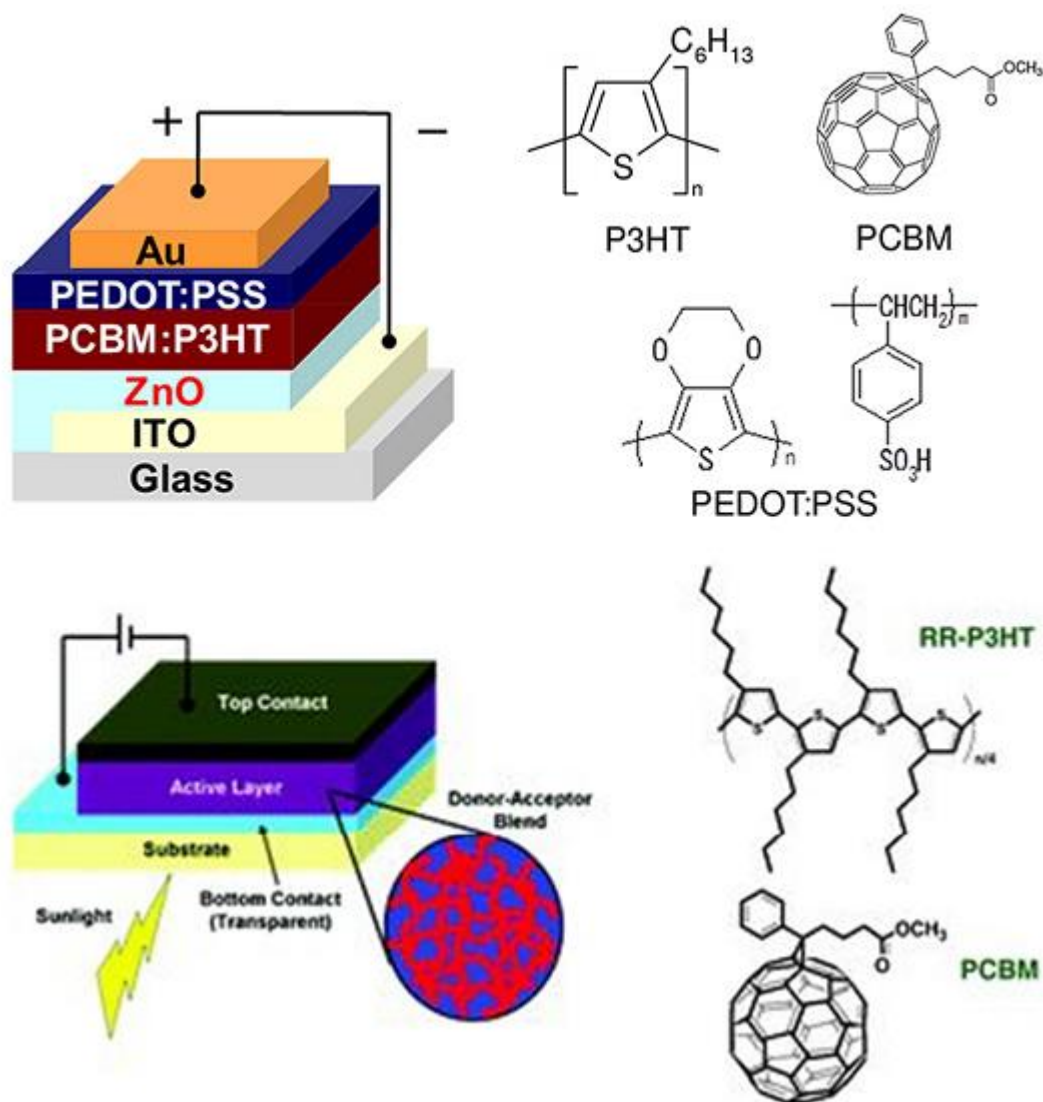 +
−
Au
PEDOT:PSS
PCBM:P3HT
ZnO
ITO
Glass
C6H13
S
n
P3HT
OCH3
O
PCBM
O O
S
n
(CHCH2)m
SO3H
PEDOT:PSS
Top Contact
Active Layer
Substrate
Sunlight
Bottom Contact
(Transparent)
Donor-Acceptor
Blend
RR-P3HT
S S S S
n/4
OCH3
O
PCBM